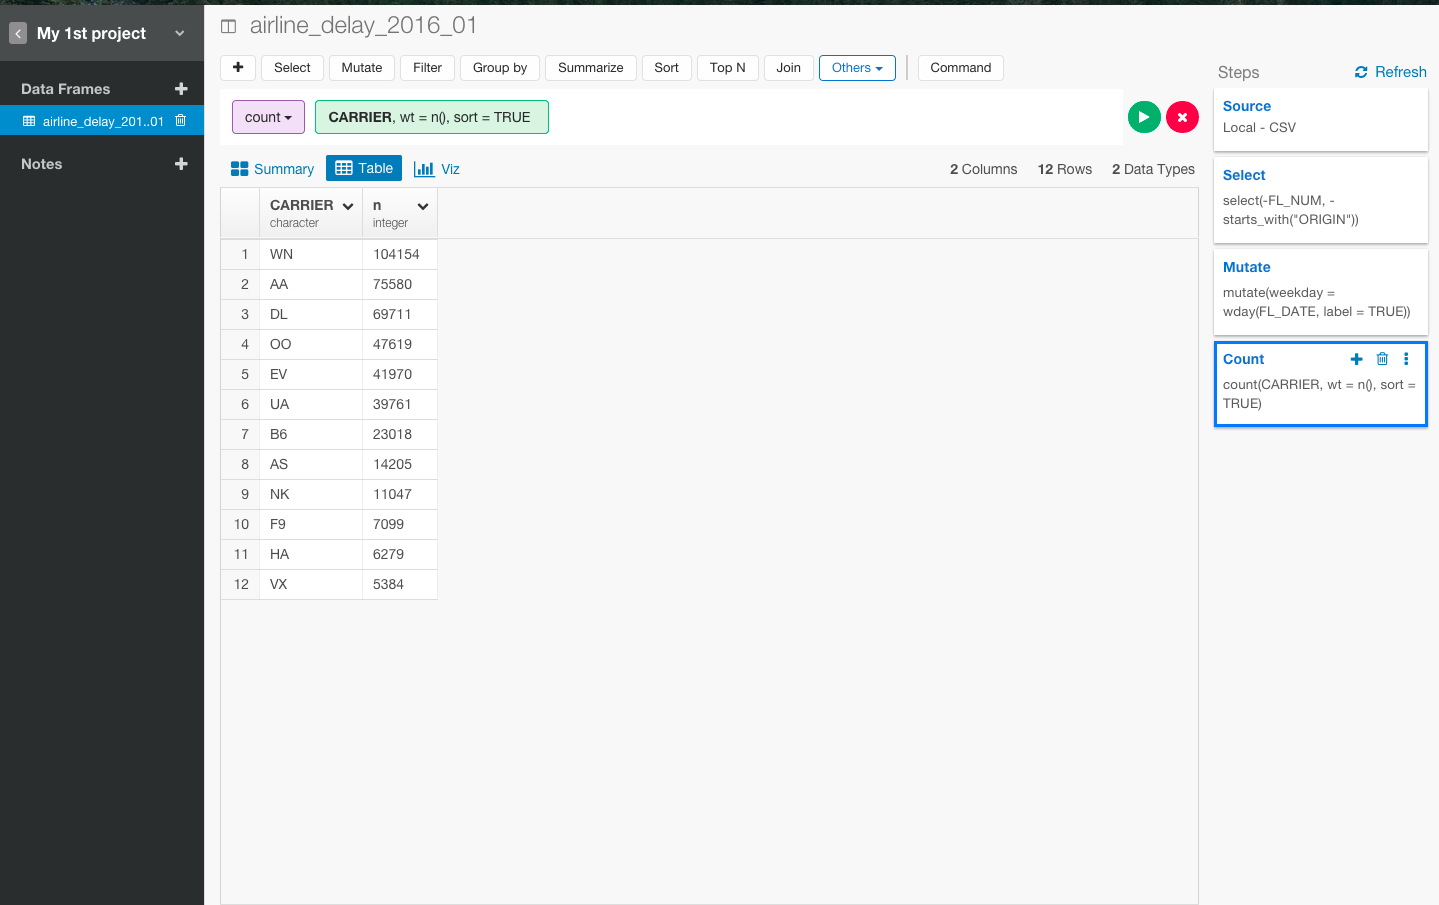 My 1st project
airline_delay_2016_01
Select Mutate Filter Group by Summarize Sort Top N Join Others Command
Data Frames
airline_delay_201..01
Notes
count CARRIER, wt = n(), sort = TRUE
Summary Table Viz 2 Columns 12 Rows 2 Data Types
CARRIER n
character integer
1 WN 104154
2 AA 75580
3 DL 69711
4 OO 47619
5 EV 41970
6 UA 39761
7 B6 23018
8 AS 14205
9 NK 11047
10 F9 7099
11 HA 6279
12 VX 5384
Steps Refresh
Source
Local - CSV
Select
select(-FL_NUM, -
starts_with("ORIGIN"))
Mutate
mutate(weekday =
wday(FL_DATE, label = TRUE))
Count
count(CARRIER, wt = n(), sort =
TRUE)